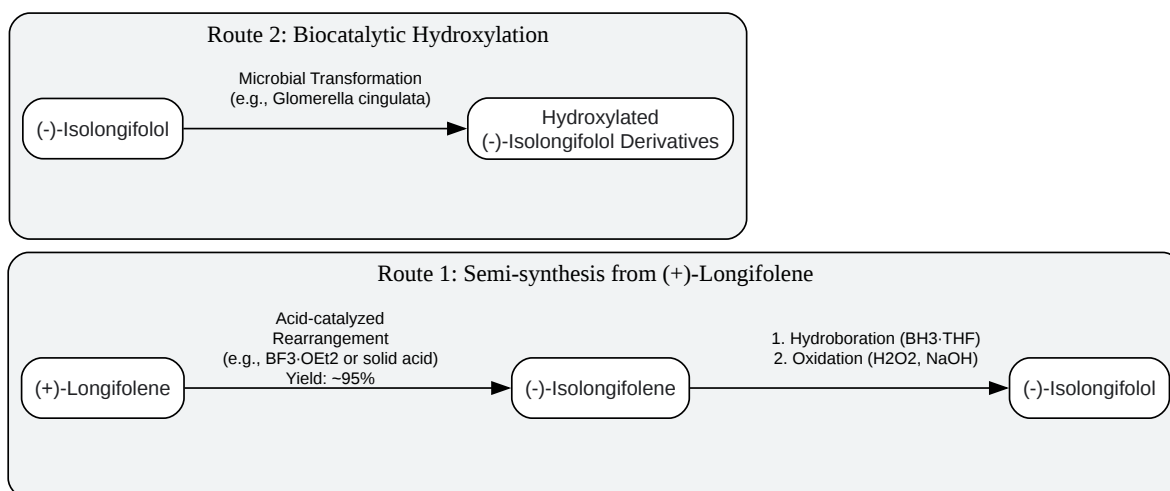 Route 2: Biocatalytic Hydroxylation
Microbial Transformation
(e.g., Glomerella cingulata)
(-)-Isolongifolol
Hydroxylated
(-)-Isolongifolol Derivatives
Route 1: Semi-synthesis from (+)-Longifolene
Acid-catalyzed
Rearrangement
(e.g., BF3·OEt2 or solid acid)
Yield: ~95%
1. Hydroboration (BH3·THF)
2. Oxidation (H2O2, NaOH)
(+)-Longifolene
(-)-Isolongifolene
(-)-Isolongifolol